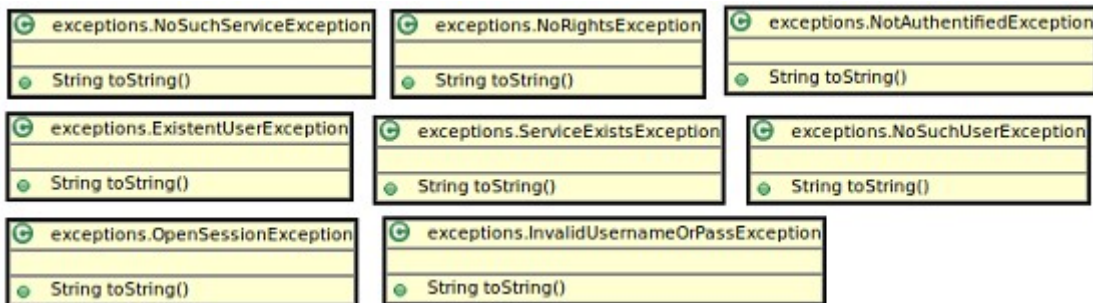 exceptions.NoSuchServiceException
String toString()
exceptions.NoRightsException
String toString()
exceptions.NotAuthentifiedException
String toString()
exceptions.ExistentUserException
String toString()
exceptions.ServiceExistsException
String toString()
exceptions.NoSuchUserException
String toString()
exceptions.OpenSessionException
String toString()
exceptions.InvalidUsernameOrPassException
String toString()